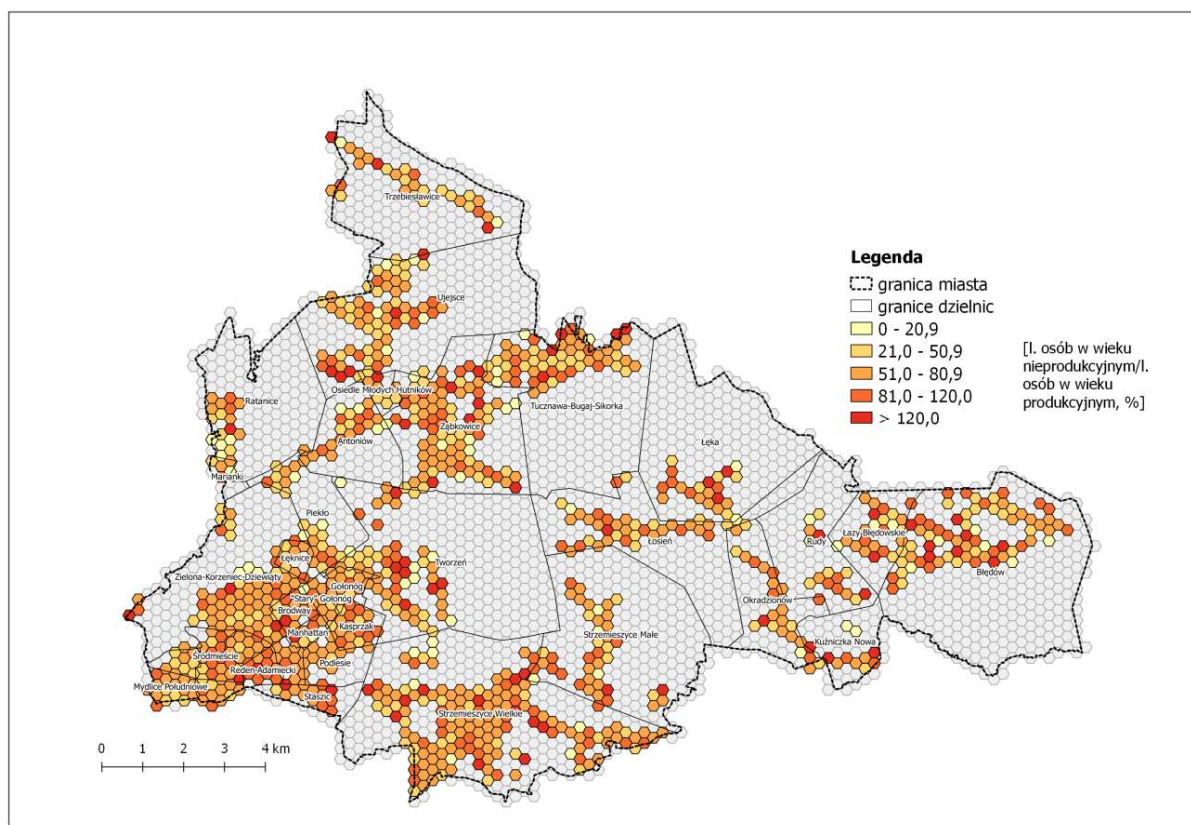 Trzebiesławice
Legenda
granica miasta
granice dzielnic
0 - 20,9
21,0 - 50,9
51,0 - 80,9
81,0 - 120,0
> 120,0
[l. osób w wieku
nieprodukcyjnym/l.
osób w wieku
produkcyjnym, %]
Ujejsce
Osiedle Młodych Hutników
Ratanice
Tucznawa-Bugaj-Sikorka
Ząbkowice
Antoniów
Łęka
Marianki
Piekło
Łazy Błędowskie
Rudy
Łosień
Łęknice
Tworzeń
Błędów
Zielona-Korzeniec-Dziewiąty
Gołonóg
"Stary" Gołonóg
Okradzionów
Brodway
Kasprzak
Manhattan
Strzemieszyce Małe
Kuźniczka Nowa
Śródmieście
Podlesie
Reden-Adamiecki
Mydlice Południowe
Staszic
Strzemieszyce Wielkie
0 1 2 3 4 km